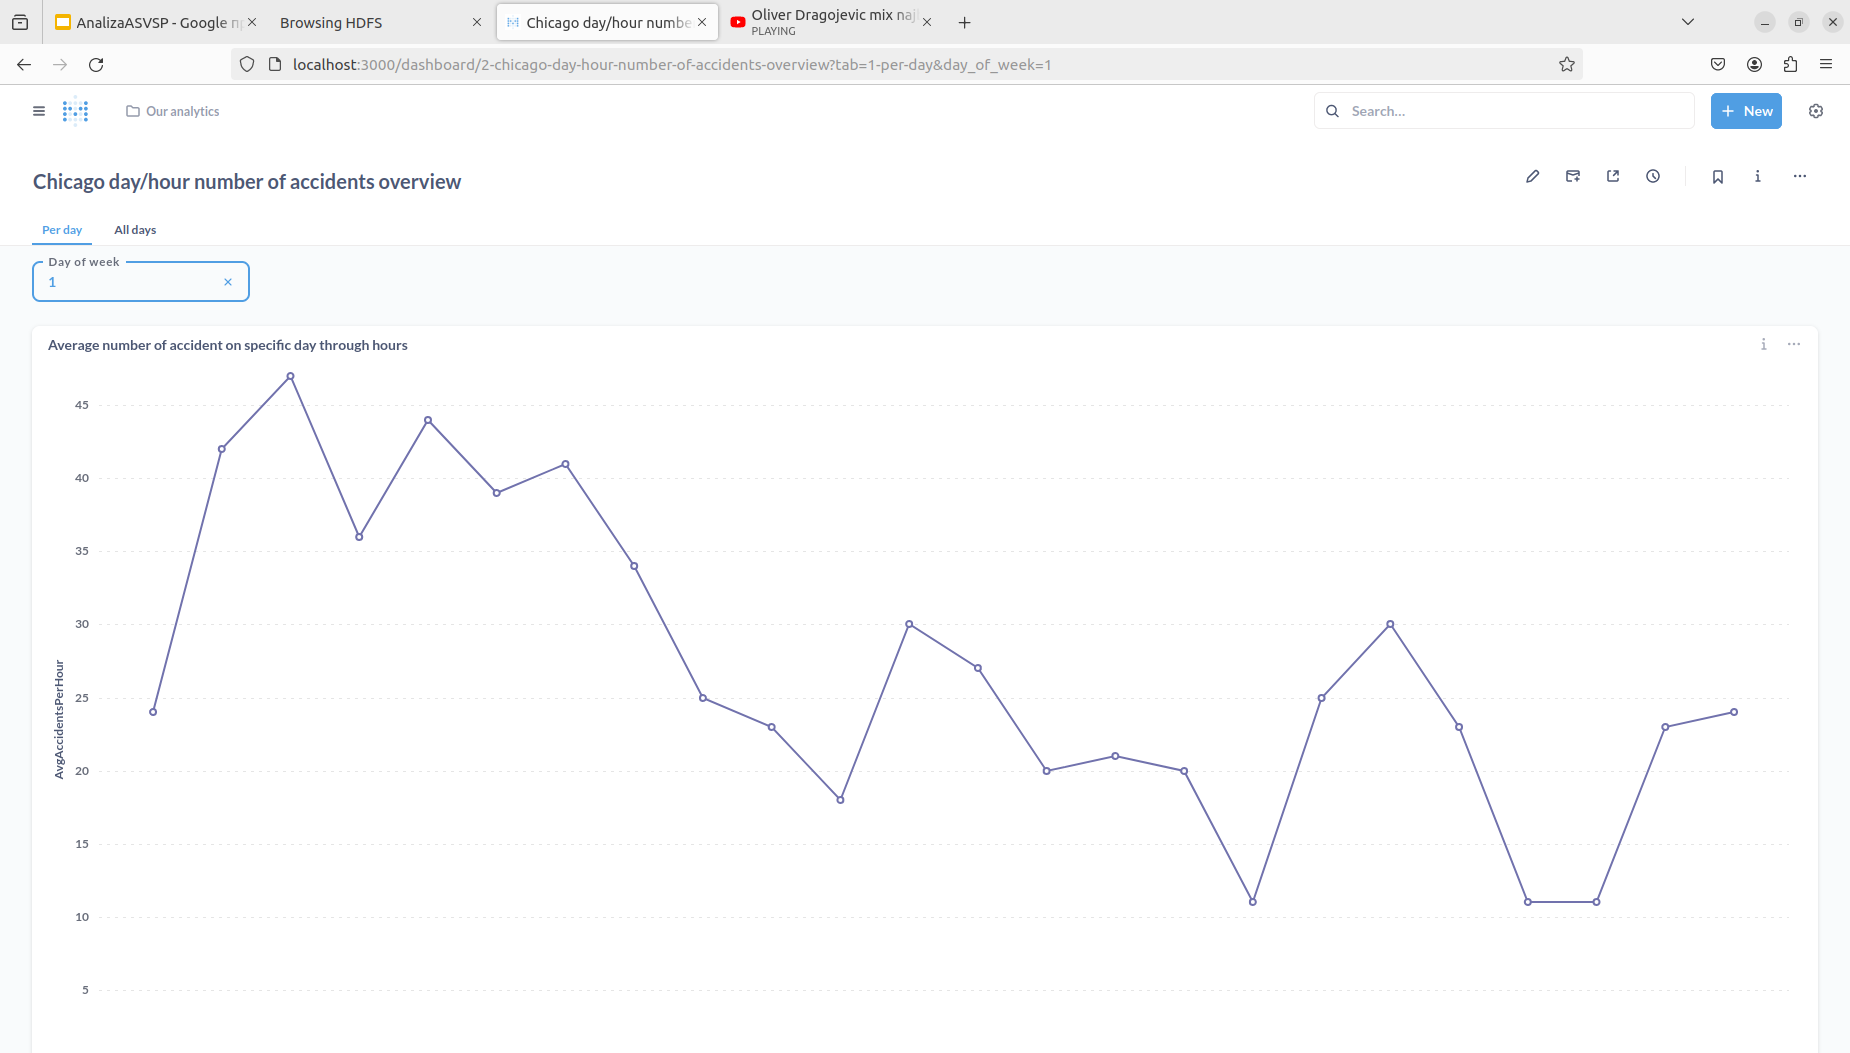 AnalizaASVSP - Google
Browsing HDFS
Chicago day/hour numbe
Oliver Dragojevic mix naj
PLAYING
localhost:3000/dashboard/2-chicago-day-hour-number-of-accidents-overview?tab=1-per-day&day_of_week=1
Our analytics
Search...
+ New
Chicago day/hour number of accidents overview
Per day
All days
Day of week
1
Average number of accident on specific day through hours
45
40
35
30
25
20
15
10
5
AvgAccidentsPerHour